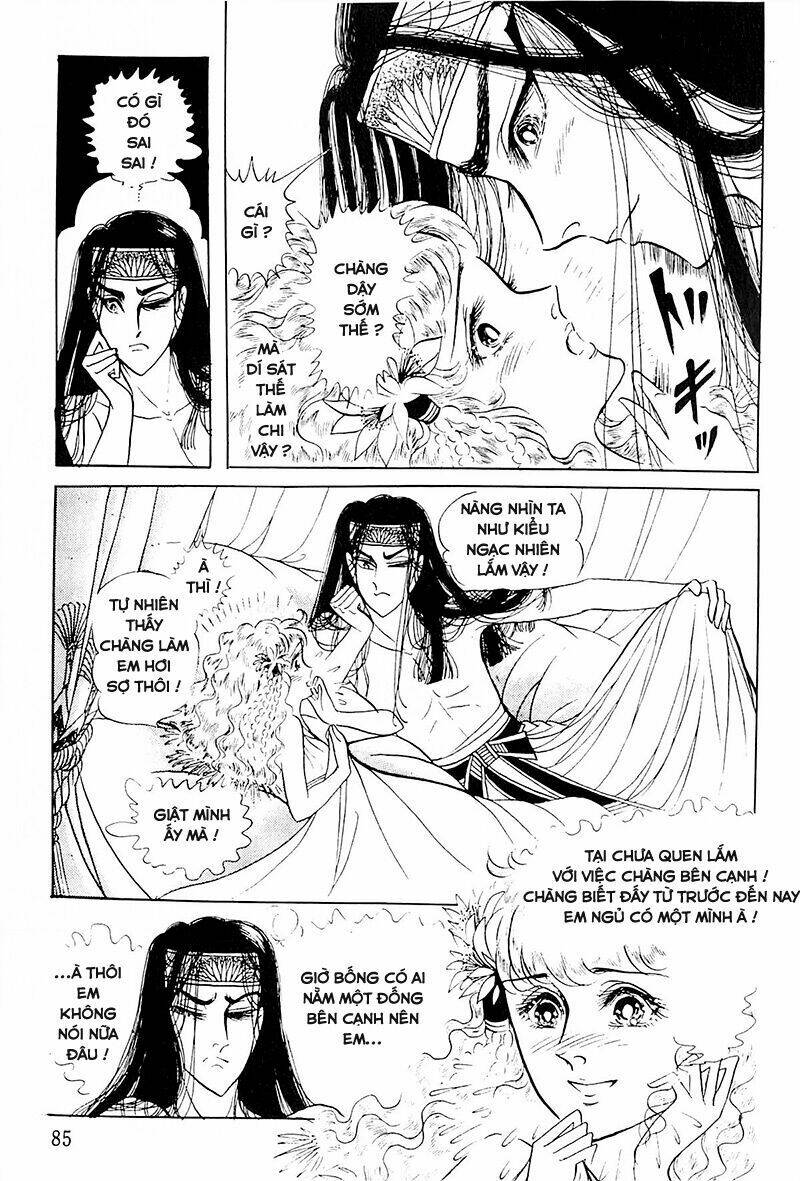 CÓ GÌ
ĐÓ
SAI
SAI !
CÁI
GÌ ?
CHÀNG
DẬY
SỚM
THẾ ?
MÀ
DÍ SÁT
THẾ
LÀM
CHI
VẬY ?
ドッ
キッ
NÀNG NHÌN TA
NHƯ KIỂU
NGẠC NHIÊN
LẮM VẬY !
À
THÌ !
TỰ NHIÊN
THẤY
CHÀNG LÀM
EM HƠI
SỢ THÔI !
GIẬT MÌNH
ẤY MÀ !
TẠI CHƯA QUEN LẮM
VỚI VIỆC CHÀNG BÊN CẠNH !
CHÀNG BIẾT ĐẤY TỪ TRƯỚC ĐẾN NAY
EM NGỦ CÓ MỘT MÌNH À !
GIỜ BỖNG CÓ AI
NẰM MỘT ĐỐNG
BÊN CẠNH NÊN
EM...
...À THÔI
EM
KHÔNG
NÓI NỮA
ĐÂU !
85